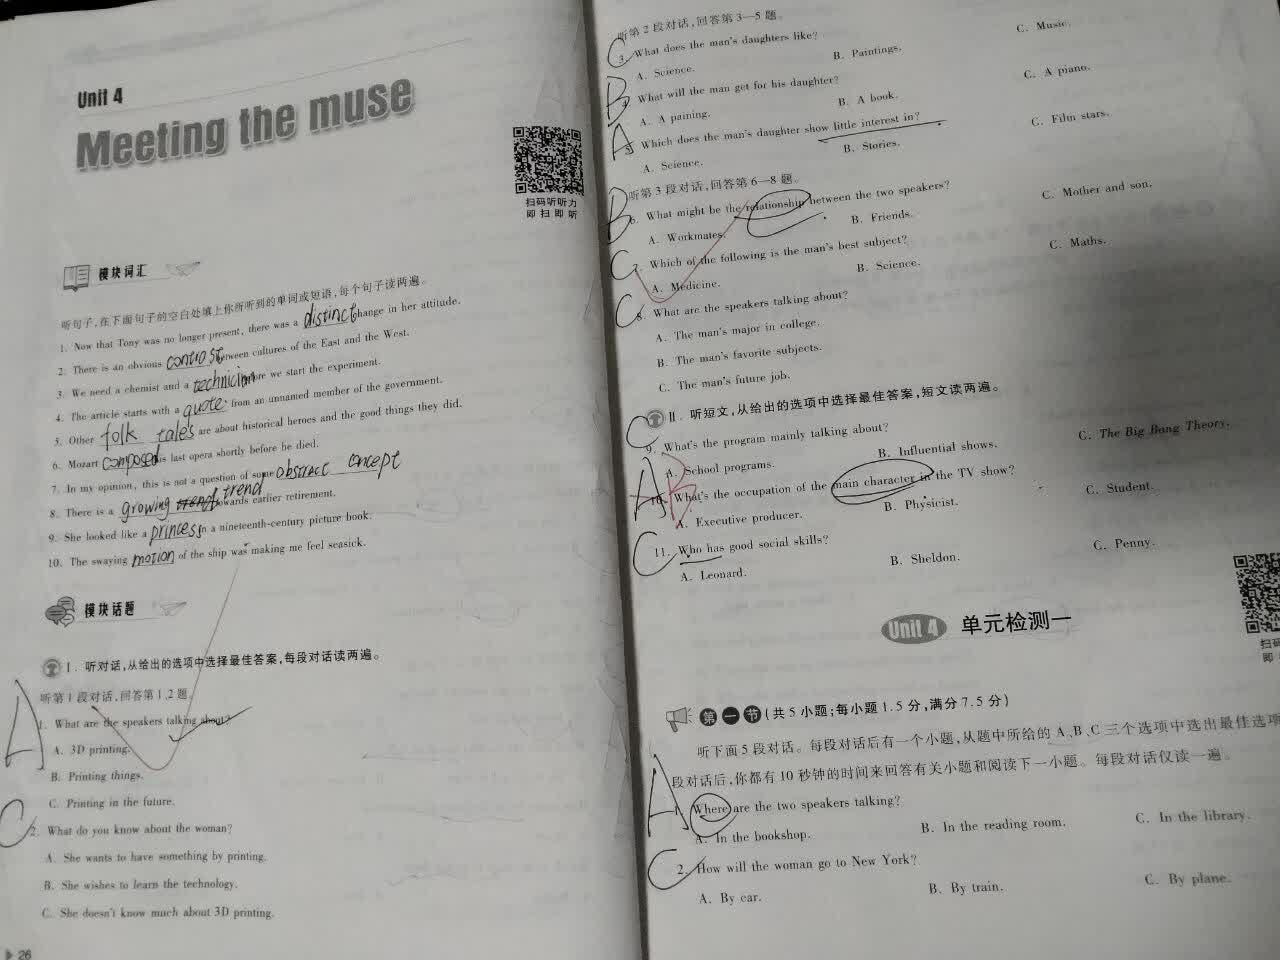 Unit 4
Meeting the muse
扫码听听力
即扫即听
模块词汇
听句子,在下面句子的空白处填上你所听到的单词或短语,每个句子读两遍。
1. Now that Tony was no longer present, there was a distinct change in her attitude.
2. There is an obvious contrast between cultures of the East and the West.
3. We need a chemist and a technician before we start the experiment.
4. The article starts with a quote from an unnamed member of the government.
5. Other folk tales are about historical heroes and the good things they did.
6. Mozart composed his last opera shortly before he died.
7. In my opinion, this is not a question of some abstract concept
8. There is a growing trend trend towards earlier retirement.
9. She looked like a princess in a nineteenth-century picture book.
10. The swaying motion of the ship was making me feel seasick.
模块话题
I. 听对话,从给出的选项中选择最佳答案,每段对话读两遍。
听第1段对话,回答第1、2题。
A 1. What are the speakers talking about?
A. 3D printing.
B. Printing things.
C. Printing in the future.
C 2. What do you know about the woman?
A. She wants to have something by printing.
B. She wishes to learn the technology.
C. She doesn't know much about 3D printing.
26
听第2段对话,回答第3—5题。
C 3. What does the man's daughters like?
A. Science. B. Paintings. C. Music.
B 4. What will the man get for his daughter?
A. A paining. B. A book. C. A piano.
A 5. Which does the man's daughter show little interest in?
A. Science. B. Stories. C. Film stars.
听第3段对话,回答第6—8题。
B 6. What might be the relationship between the two speakers?
A. Workmates. B. Friends. C. Mother and son.
C 7. Which of the following is the man's best subject?
A. Medicine. B. Science. C. Maths.
C 8. What are the speakers talking about?
A. The man's major in college.
B. The man's favorite subjects.
C. The man's future job.
II. 听短文,从给出的选项中选择最佳答案,短文读两遍。
C 9. What's the program mainly talking about?
A. School programs. B. Influential shows. C. The Big Bang Theory.
A B 10. What's the occupation of the main character in the TV show?
A. Executive producer. B. Physicist. C. Student.
C 11. Who has good social skills?
A. Leonard. B. Sheldon. C. Penny.
Unit 4 单元检测一
扫码
即
第一节 (共5小题;每小题1.5分,满分7.5分)
听下面5段对话。每段对话后有一个小题,从题中所给的A、B、C三个选项中选出最佳选项
段对话后,你都有10秒钟的时间来回答有关小题和阅读下一小题。每段对话仅读一遍。
A 1. Where are the two speakers talking?
A. In the bookshop. B. In the reading room. C. In the library.
C 2. How will the woman go to New York?
A. By car. B. By train. C. By plane.